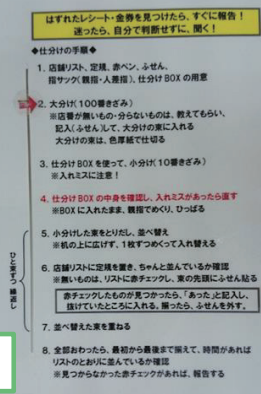 はずれたレシート・金券を見つけたら、すぐに報告！
迷ったら、自分で判断せずに、聞く！
◆仕分けの手順◆
1．店舗リスト、定規、赤ペン、ふせん、
指サック（親指・人差指）、仕分けBOXの用意
2．大分け（100番きざみ）
※店番が無いもの・分らないものは、教えてもらい、
記入（ふせん）して、大分けの束に入れる
大分けの束は、色厚紙で仕切る
3．仕分けBOXを使って、小分け（10番きざみ）
※入れミスに注意！
4．仕分けBOXの中身を確認し、入れミスがあったら直す
※BOXに入れたまま、親指でめくり、ひっぱる
5．小分けした束をとりだし、並べ替え
※机の上に広げず、1枚ずつめくって入れ替える
6．店舗リストに定規を置き、ちゃんと並んでいるか確認
※無いものは、リストに赤チェックし、束の先頭にふせん貼る
赤チェックしたものが見つかったら、「あった」と記入し、
抜けていたところに入れる。揃ったら、ふせんを外す。
7．並べ替えた束を重ねる
ひと束ずつ 繰返し
8．全部おわったら、最初から最後まで揃えて、時間があれば
リストのとおりに並んでいるか確認
※見つからなかった赤チェックがあれば、報告する